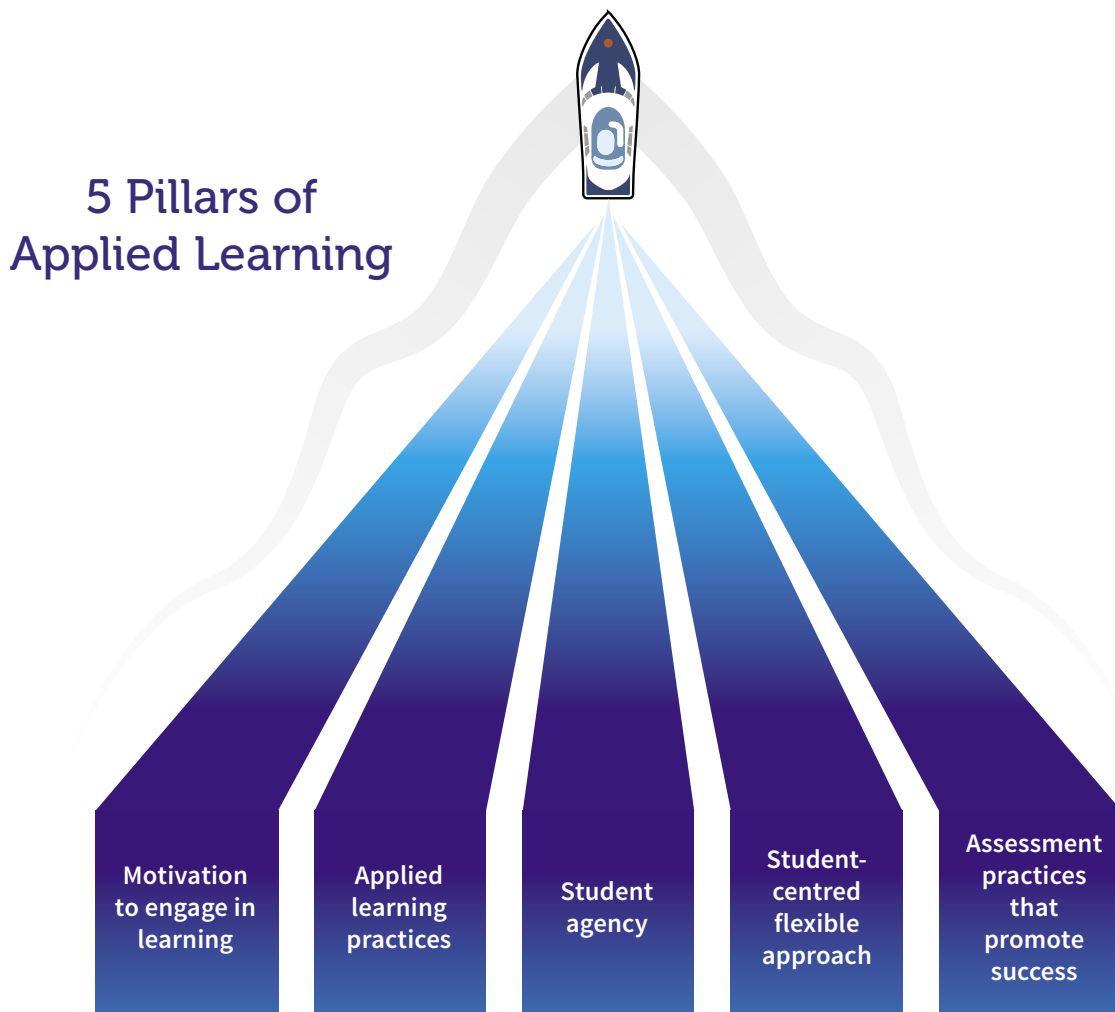 5 Pillars of
Applied Learning
Motivation
to engage in
learning
Applied
learning
practices
Student
agency
Student-
centred
flexible
approach
Assessment
practices
that
promote
success